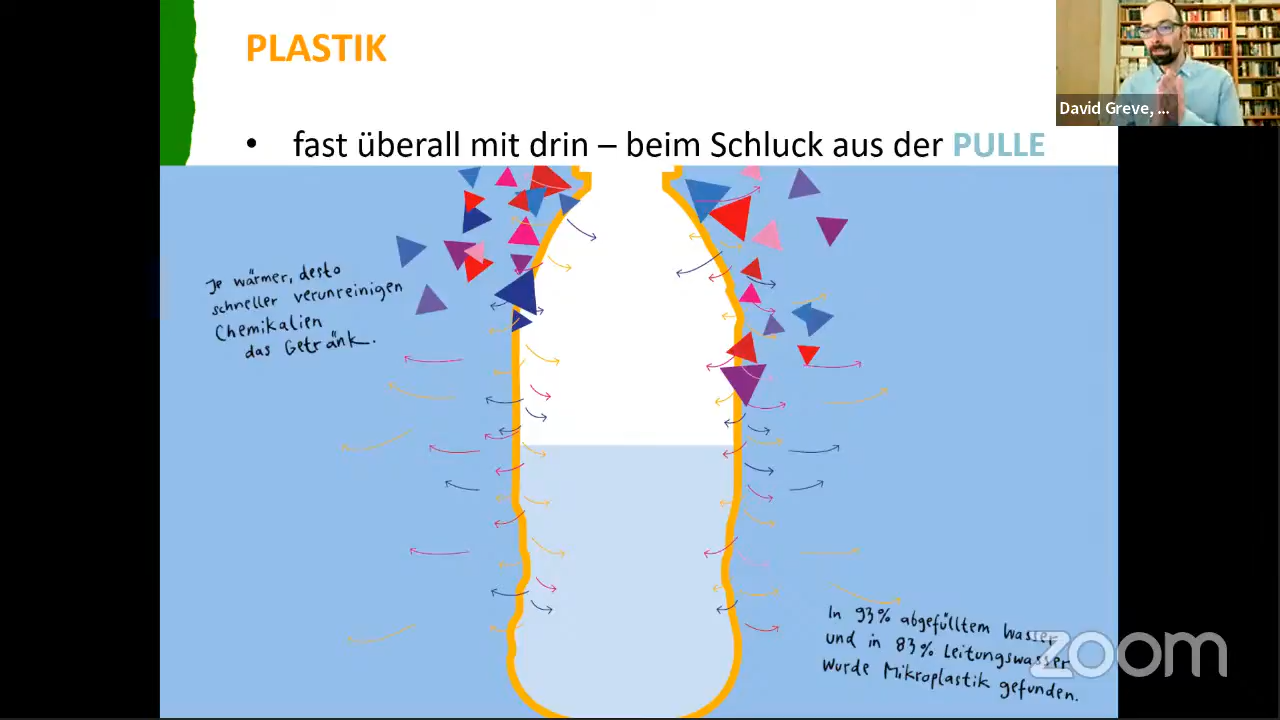 PLASTIK
• fast überall mit drin – beim Schluck aus der PULLE
David Greve, ...
Je wärmer, desto
schneller verunreinigen
Chemikalien
das Getränk.
In 93% abgefülltem Wasser
und in 83% Leitungswasser
wurde Mikroplastik gefunden.
zoom